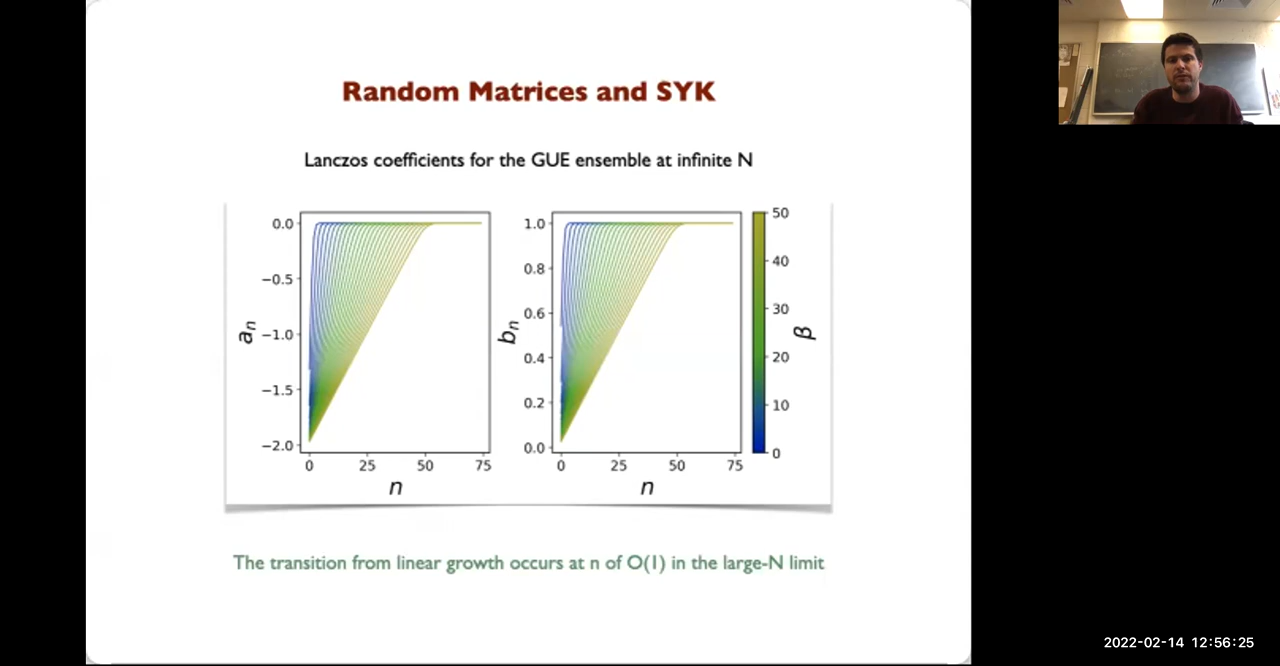 Random Matrices and SYK
Lanczos coefficients for the GUE ensemble at infinite N
0.0
−0.5
−1.0
−1.5
−2.0
a_n
0 25 50 75
n
1.0
0.8
0.6
0.4
0.2
0.0
b_n
0 25 50 75
n
50
40
30
20
10
0
β
The transition from linear growth occurs at n of O(1) in the large-N limit
2022-02-14 12:56:25